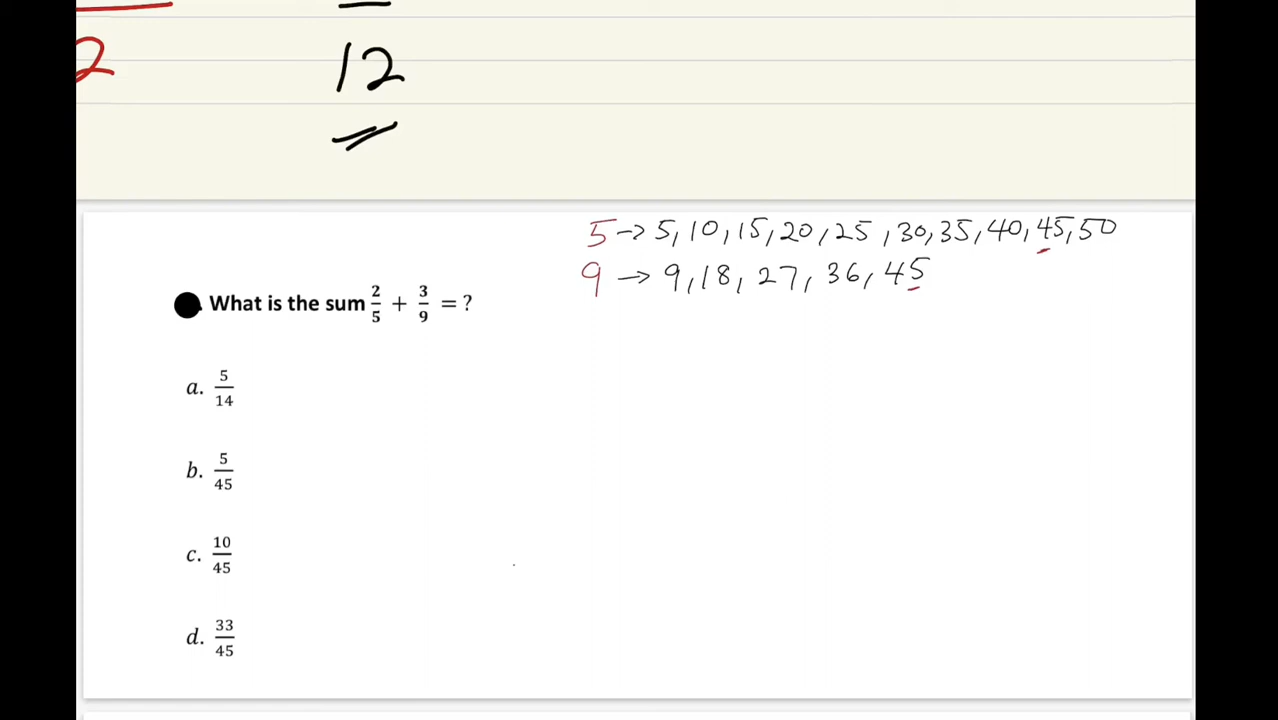 2
12
5 → 5, 10, 15, 20, 25, 30, 35, 40, 45, 50
9 → 9, 18, 27, 36, 45
What is the sum 2/5 + 3/9 = ?
a. 5/14
b. 5/45
c. 10/45
d. 33/45